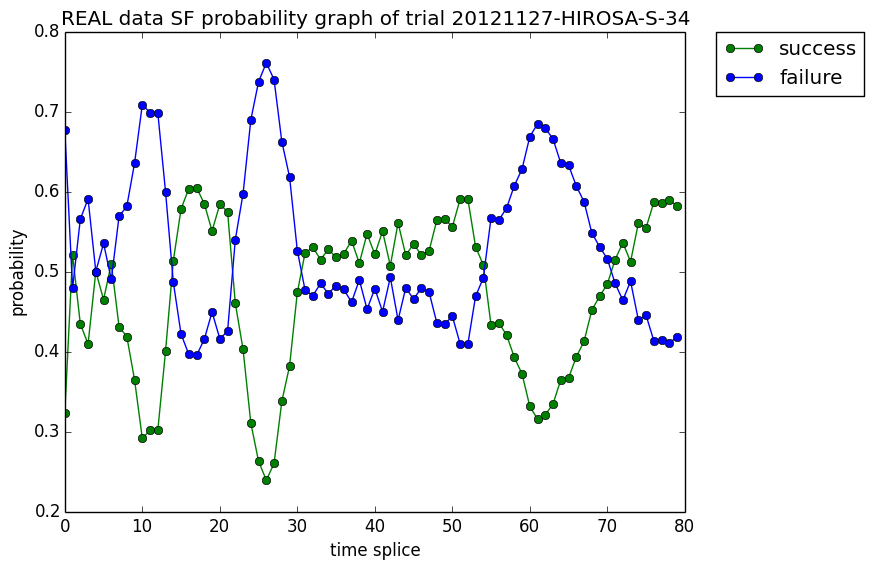 REAL data SF probability graph of trial 20121127-HIROSA-S-34
success
failure
probability
0.8
0.7
0.6
0.5
0.4
0.3
0.2
0 10 20 30 40 50 60 70 80
time splice